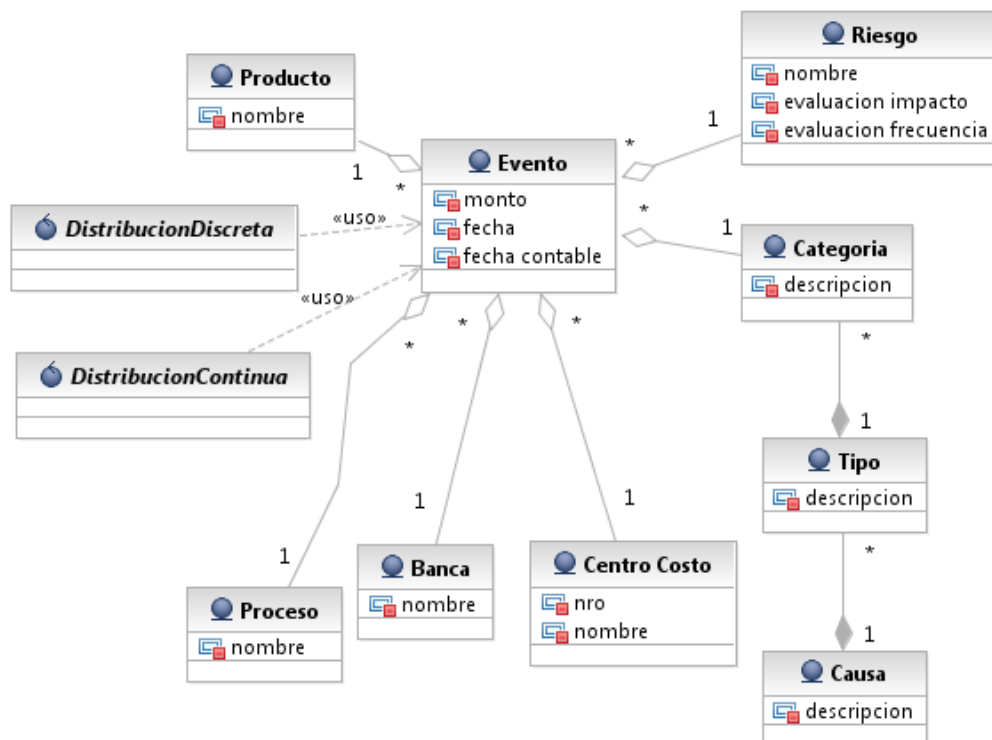 Riesgo
nombre
evaluacion impacto
evaluacion frecuencia
1
*
Producto
nombre
1
*
Evento
monto
fecha
fecha contable
DistribucionDiscreta
«uso»
«uso»
DistribucionContinua
*
1
Categoria
descripcion
*
1
Tipo
descripcion
*
1
Causa
descripcion
*
1
Proceso
nombre
*
1
Banca
nombre
*
1
Centro Costo
nro
nombre